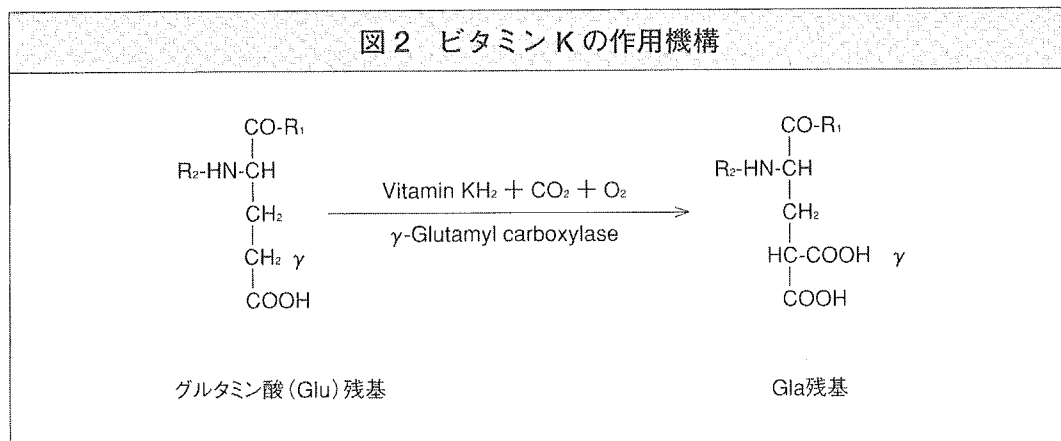 図2 ビタミンKの作用機構
CO-R₁
R₂-HN-CH
CH₂
CH₂ γ
COOH
グルタミン酸(Glu)残基
Vitamin KH₂ + CO₂ + O₂
γ-Glutamyl carboxylase
CO-R₁
R₂-HN-CH
CH₂
HC-COOH γ
COOH
Gla残基